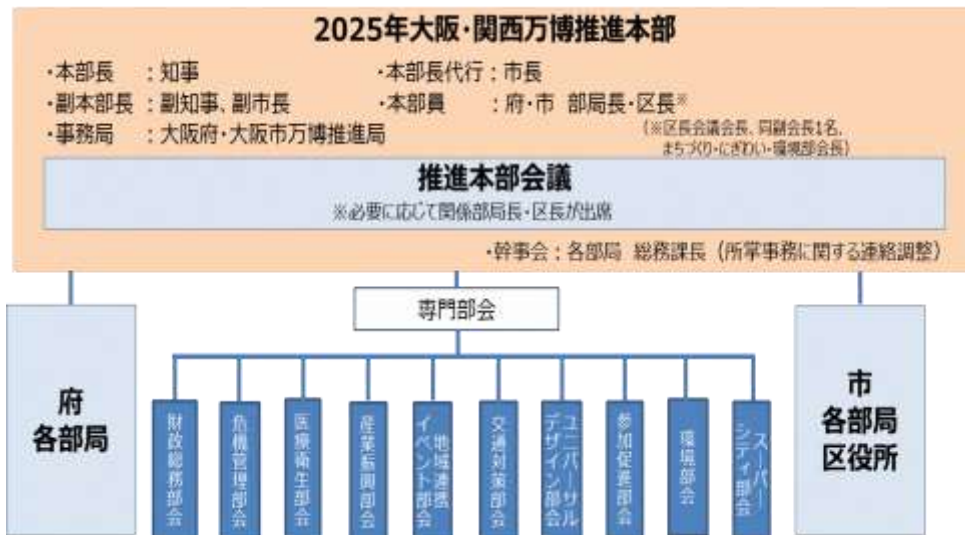 2025年大阪・関西万博推進本部
・本部長　：知事
・本部長代行：市長
・副本部長：副知事、副市長
・本部員　：府・市 部局長・区長※
・事務局　：大阪府・大阪市万博推進局
(※区長会議会長、同副会長1名、
まちづくり・にぎわい・環境部会長)
推進本部会議
※必要に応じて関係部局長・区長が出席
・幹事会：各部局 総務課長（所掌事務に関する連絡調整）
専門部会
府
各部局
財政総務部会
危機管理部会
医療衛生部会
産業振興部会
地域連携
イベント部会
交通対策部会
ユニバーサル
デザイン部会
参加促進部会
環境部会
スーパー
シティ部会
市
各部局
区役所